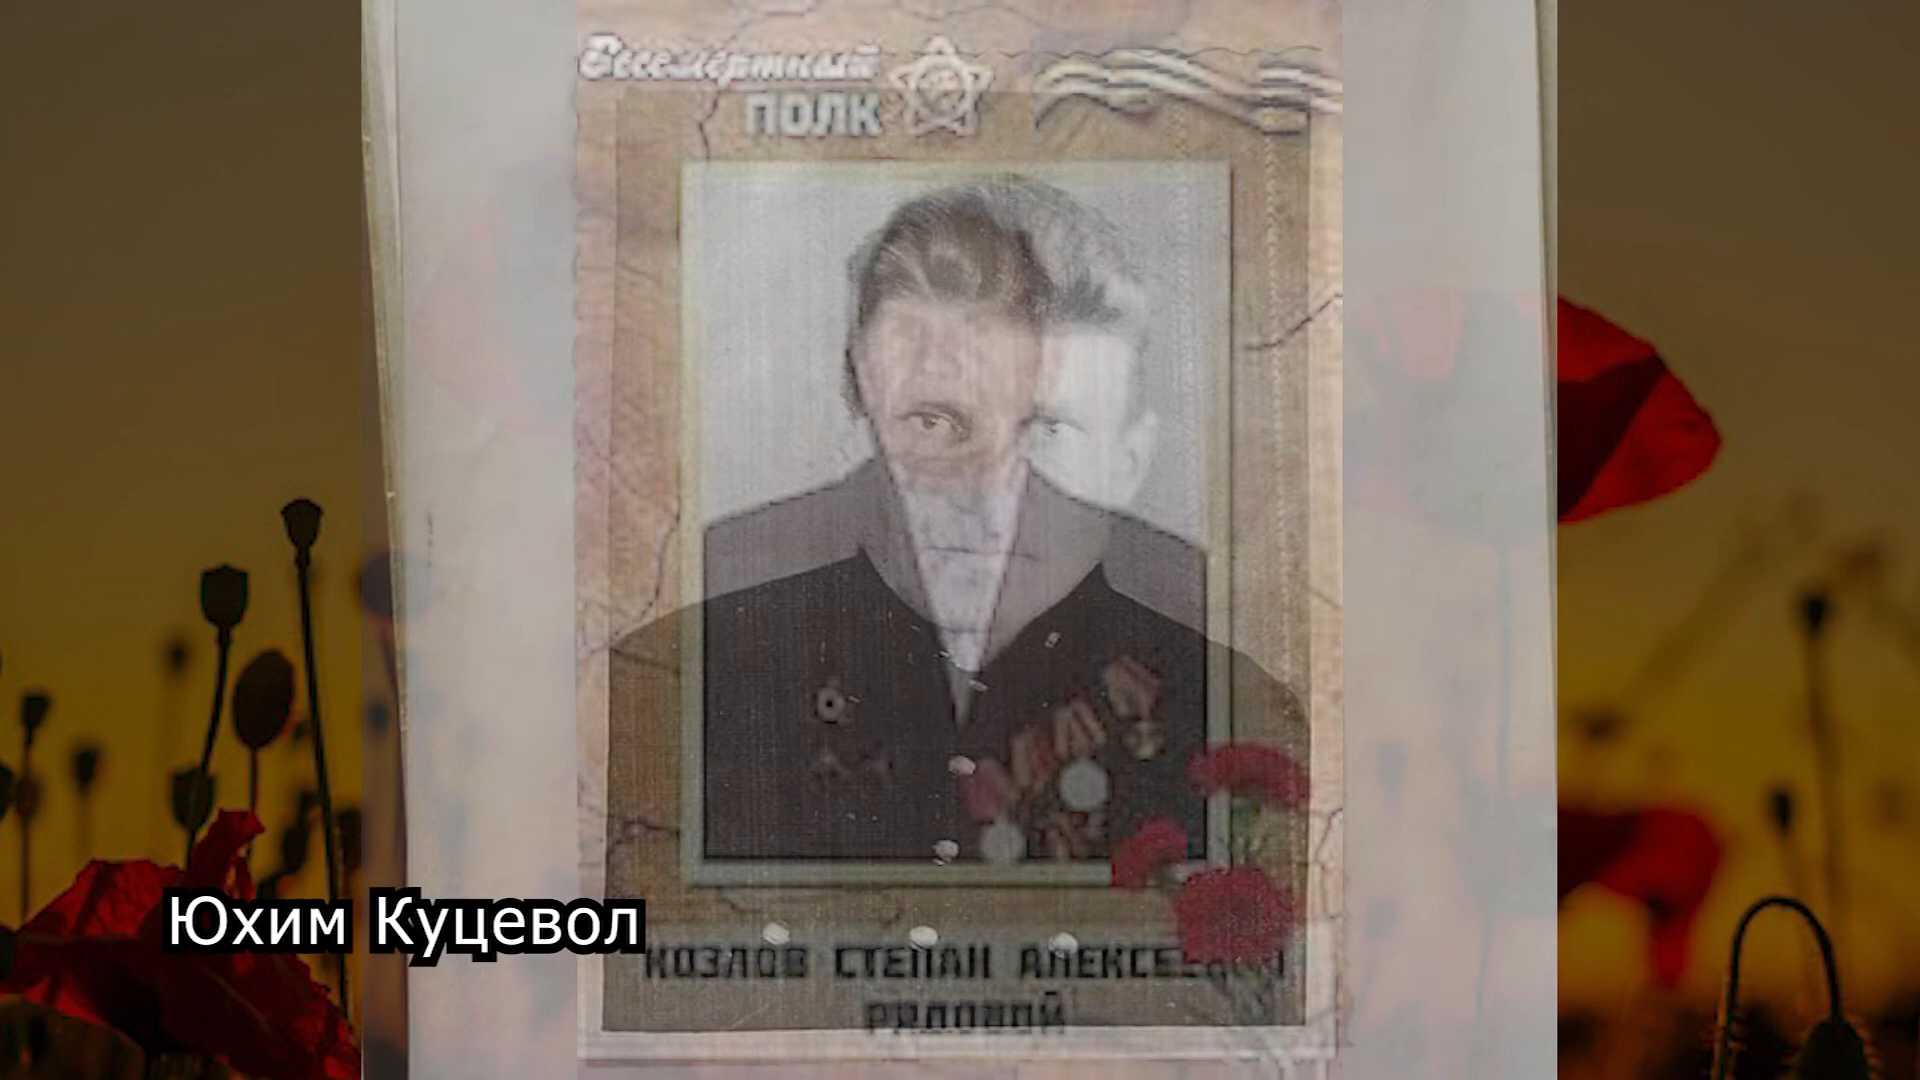 Бессмертный
ПОЛК
Юхим Куцевол
КОЗЛОВ СТЕПАН АЛЕКСЕЕВИЧ
РЯДОВОЙ